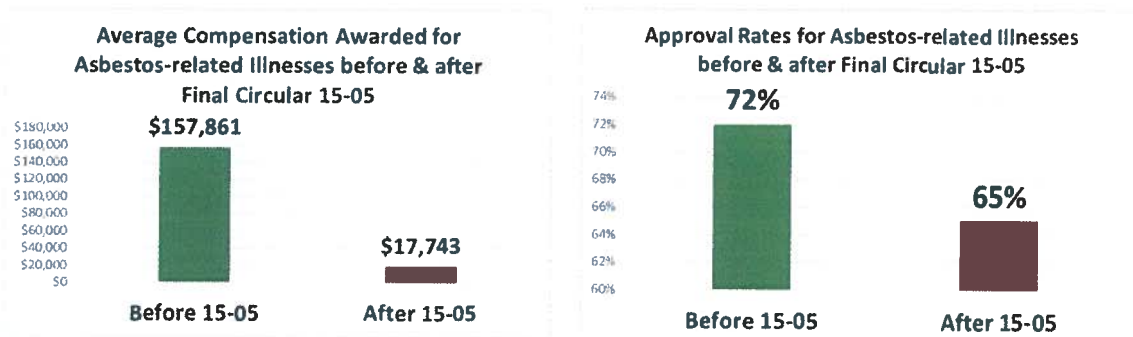 Average Compensation Awarded for
Asbestos-related Illnesses before & after
Final Circular 15-05
$180,000
$160,000
$140,000
$120,000
$100,000
$80,000
$60,000
$40,000
$20,000
$0
$157,861
$17,743
Before 15-05
After 15-05
Approval Rates for Asbestos-related Illnesses
before & after Final Circular 15-05
74%
72%
70%
68%
66%
64%
62%
60%
72%
65%
Before 15-05
After 15-05